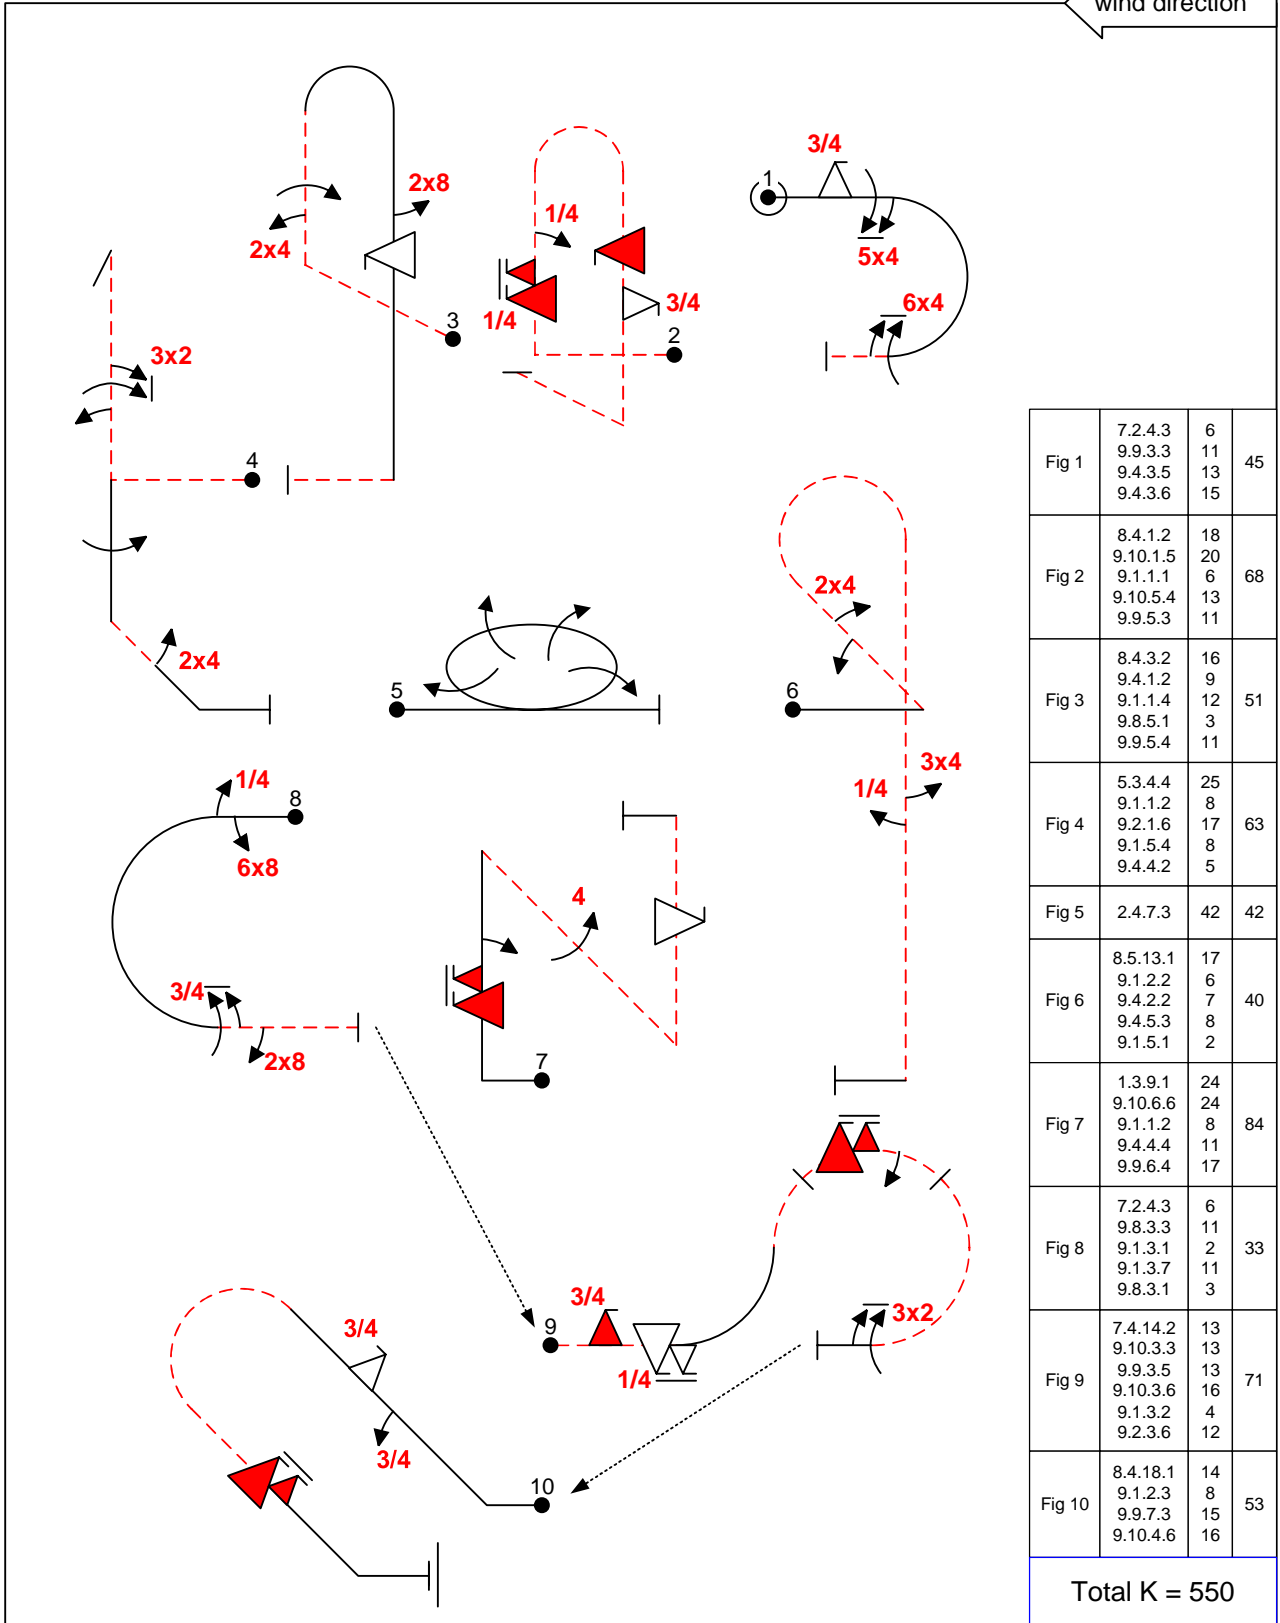 wind direction
3/4
1
5x4
6x4
2x8
2x4
3
1/4
1/4
3/4
2
3x2
4
2x4
5
2x4
6
3x4
1/4
1/4
8
6x8
3/4
2x8
4
7
3/4
9
1/4
3x2
3/4
3/4
10
Fig 1 7.2.4.3 6 45
9.9.3.3 11
9.4.3.5 13
9.4.3.6 15
Fig 2 8.4.1.2 18 68
9.10.1.5 20
9.1.1.1 6
9.10.5.4 13
9.9.5.3 11
Fig 3 8.4.3.2 16 51
9.4.1.2 9
9.1.1.4 12
9.8.5.1 3
9.9.5.4 11
Fig 4 5.3.4.4 25 63
9.1.1.2 8
9.2.1.6 17
9.1.5.4 8
9.4.4.2 5
Fig 5 2.4.7.3 42 42
Fig 6 8.5.13.1 17 40
9.1.2.2 6
9.4.2.2 7
9.4.5.3 8
9.1.5.1 2
Fig 7 1.3.9.1 24 84
9.10.6.6 24
9.1.1.2 8
9.4.4.4 11
9.9.6.4 17
Fig 8 7.2.4.3 6 33
9.8.3.3 11
9.1.3.1 2
9.1.3.7 11
9.8.3.1 3
Fig 9 7.4.14.2 13 71
9.10.3.3 13
9.9.3.5 13
9.10.3.6 16
9.1.3.2 4
9.2.3.6 12
Fig 10 8.4.18.1 14 53
9.1.2.3 8
9.9.7.3 15
9.10.4.6 16
Total K = 550